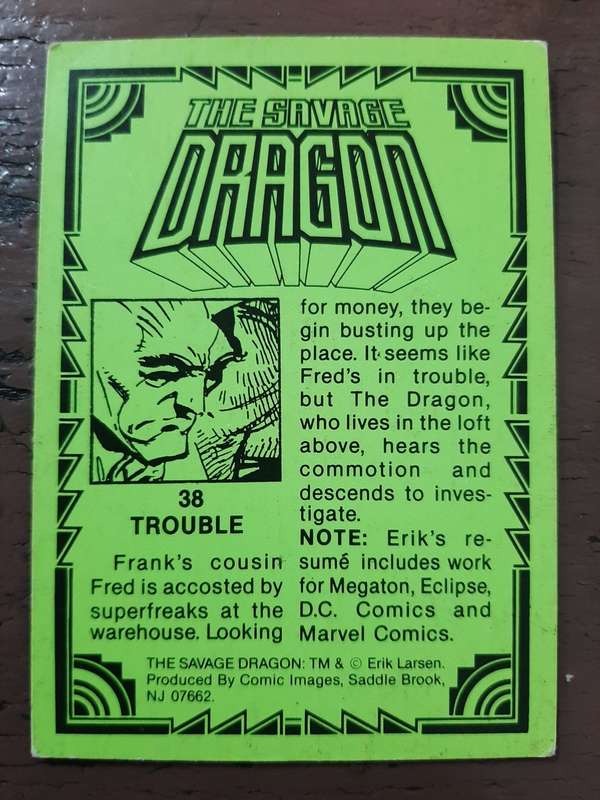 THE SAVAGE
DRAGON
38
TROUBLE
Frank's cousin
Fred is accosted by
superfreaks at the
warehouse. Looking
for money, they be-
gin busting up the
place. It seems like
Fred's in trouble,
but The Dragon,
who lives in the loft
above, hears the
commotion and
descends to inves-
tigate.
NOTE: Erik's re-
sumé includes work
for Megaton, Eclipse,
D.C. Comics and
Marvel Comics.
THE SAVAGE DRAGON: TM & © Erik Larsen.
Produced By Comic Images, Saddle Brook,
NJ 07662.